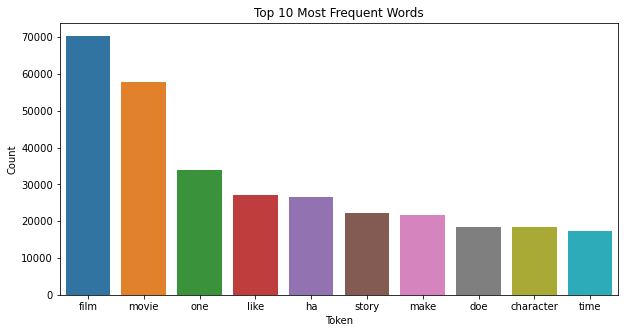 Top 10 Most Frequent Words
Count
70000
60000
50000
40000
30000
20000
10000
0
film movie one like ha story make doe character time
Token